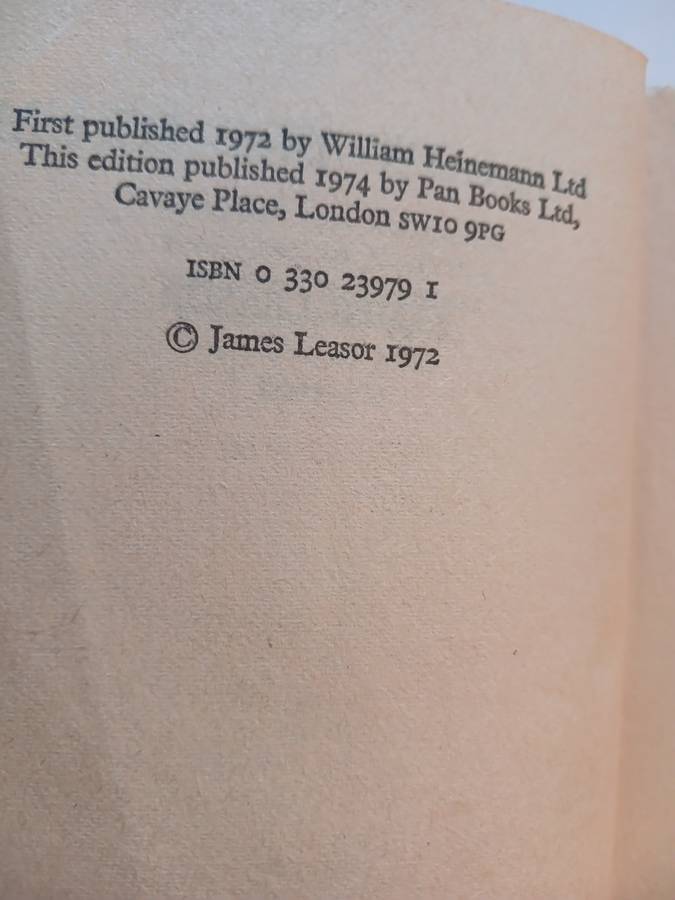 First published 1972 by William Heinemann Ltd
This edition published 1974 by Pan Books Ltd,
Cavaye Place, London SW10 9PG
ISBN 0 330 23979 1
© James Leasor 1972